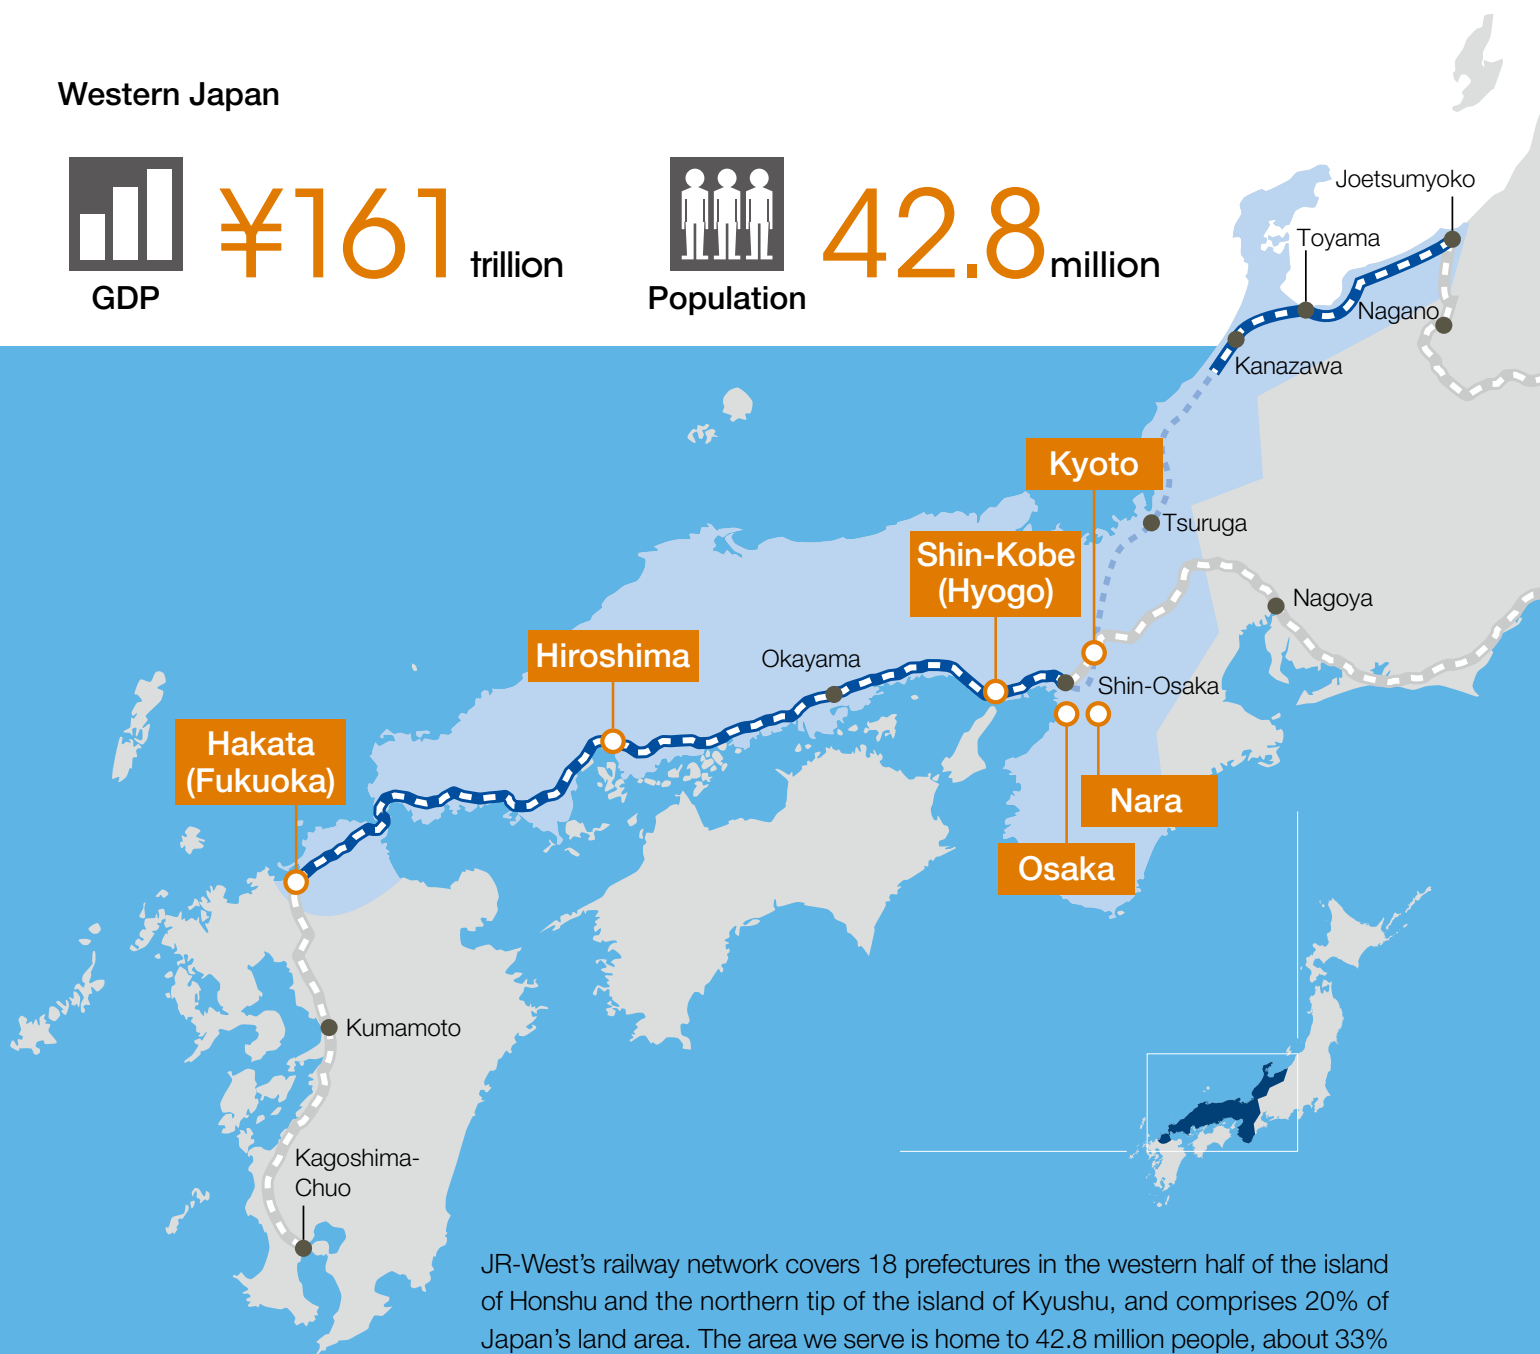 Western Japan
¥161 trillion
GDP
42.8 million
Population
Joetsumyoko
Toyama
Nagano
Kanazawa
Kyoto
Tsuruga
Shin-Kobe
(Hyogo)
Nagoya
Hiroshima
Okayama
Shin-Osaka
Hakata
(Fukuoka)
Nara
Osaka
Kumamoto
Kagoshima-
Chuo
JR-West’s railway network covers 18 prefectures in the western half of the island
of Honshu and the northern tip of the island of Kyushu, and comprises 20% of
Japan’s land area. The area we serve is home to 42.8 million people, about 33%